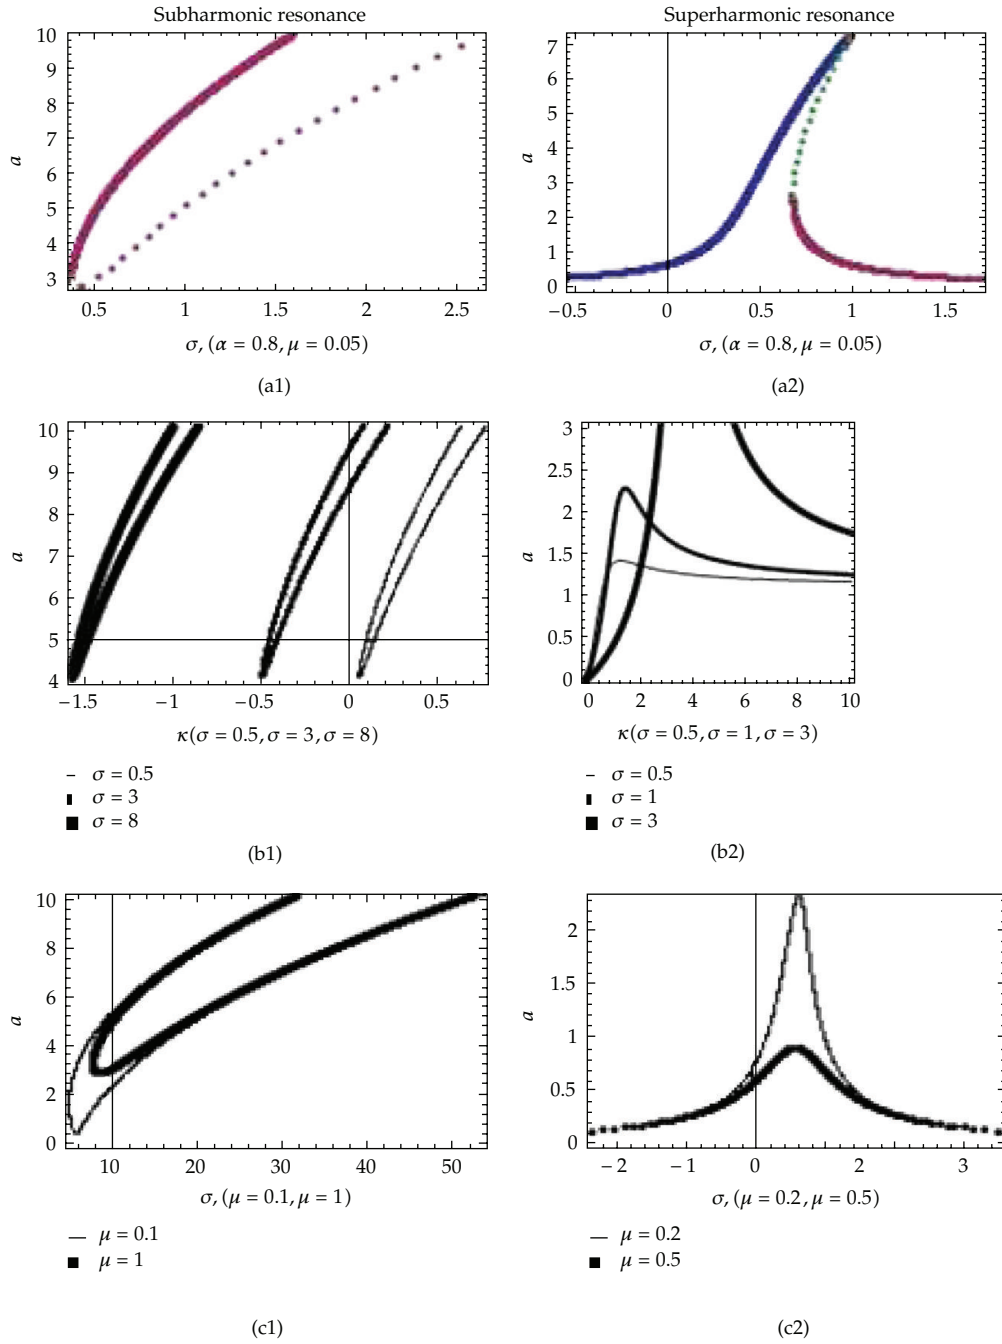 Subharmonic resonance
Superharmonic resonance
10
9
8
7
6
5
4
3
a
0.5
1
1.5
2
2.5
σ, (α = 0.8, μ = 0.05)
(a1)
7
6
5
4
3
2
1
0
a
−0.5
0
0.5
1
1.5
σ, (α = 0.8, μ = 0.05)
(a2)
10
9
8
7
6
5
4
a
−1.5
−1
−0.5
0
0.5
κ(σ = 0.5, σ = 3, σ = 8)
σ = 0.5
σ = 3
σ = 8
(b1)
3
2.5
2
1.5
1
0.5
0
a
0
2
4
6
8
10
κ(σ = 0.5, σ = 1, σ = 3)
σ = 0.5
σ = 1
σ = 3
(b2)
10
8
6
4
2
0
a
10
20
30
40
50
σ, (μ = 0.1, μ = 1)
μ = 0.1
μ = 1
(c1)
2
1.5
1
0.5
0
a
−2
−1
0
2
3
σ, (μ = 0.2, μ = 0.5)
μ = 0.2
μ = 0.5
(c2)